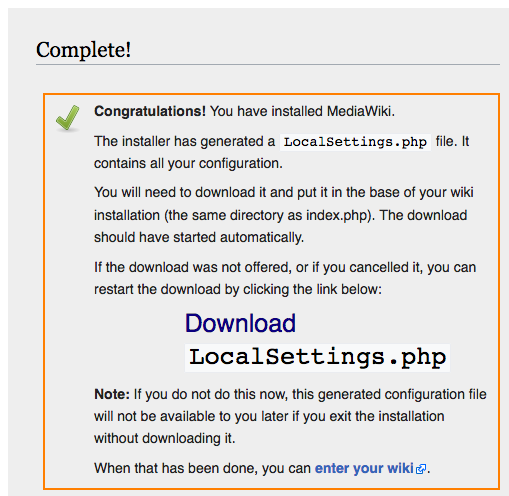 Complete!
Congratulations! You have installed MediaWiki.
The installer has generated a LocalSettings.php file. It
contains all your configuration.
You will need to download it and put it in the base of your wiki
installation (the same directory as index.php). The download
should have started automatically.
If the download was not offered, or if you cancelled it, you can
restart the download by clicking the link below:
Download
LocalSettings.php
Note: If you do not do this now, this generated configuration file
will not be available to you later if you exit the installation
without downloading it.
When that has been done, you can enter your wiki.